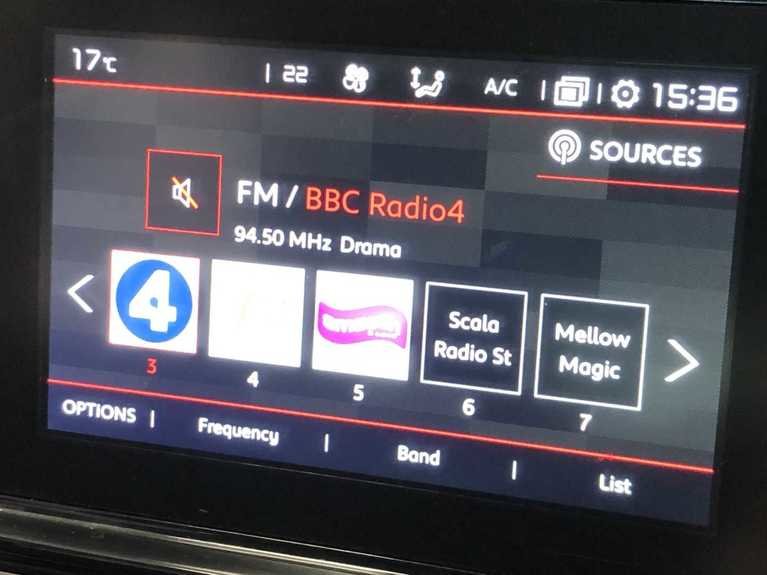 17°C | 22 A/C | | 15:36
SOURCES
FM / BBC Radio4
94.50 MHz Drama
4
Scala
Radio St
Mellow
Magic
3 4 5 6 7
OPTIONS | Frequency | Band | List